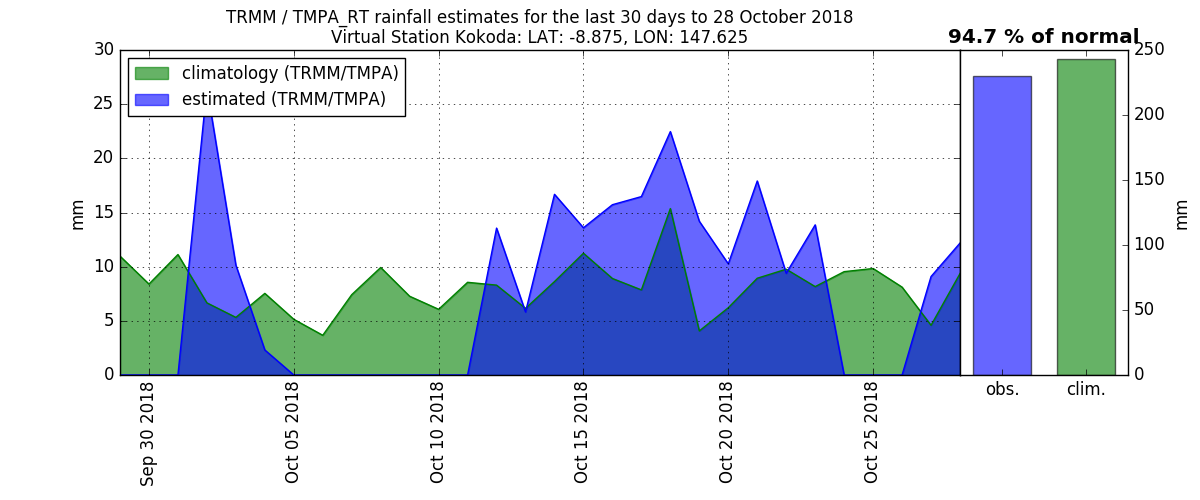 TRMM / TMPA_RT rainfall estimates for the last 30 days to 28 October 2018
Virtual Station Kokoda: LAT: -8.875, LON: 147.625
94.7 % of normal
climatology (TRMM/TMPA)
estimated (TRMM/TMPA)
30
25
20
15
10
5
0
mm
Sep 30 2018
Oct 05 2018
Oct 10 2018
Oct 15 2018
Oct 20 2018
Oct 25 2018
obs.
clim.
250
200
150
100
50
0
mm